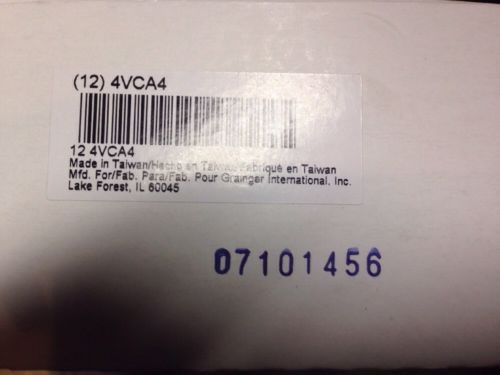 (12) 4VCA4
12 4VCA4
Made in Taiwan/Hecho en Taiwan/Fabriqué en Taiwan
Mfd. For/Fab. Para/Fab. Pour Grainger International, Inc.
Lake Forest, IL 60045
07101456